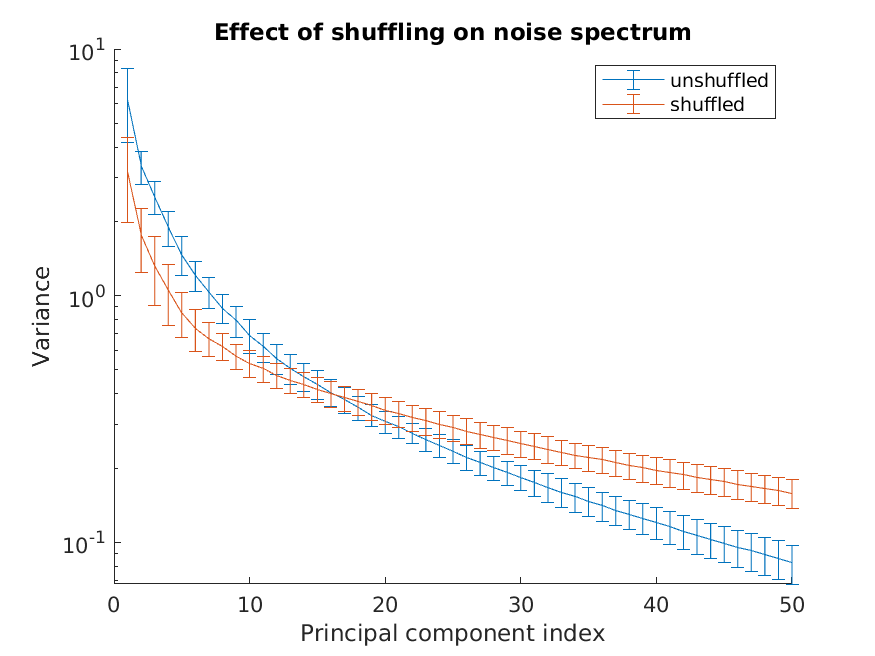 Effect of shuffling on noise spectrum
unshuffled
shuffled
10^1
10^0
10^-1
Variance
0 10 20 30 40 50
Principal component index